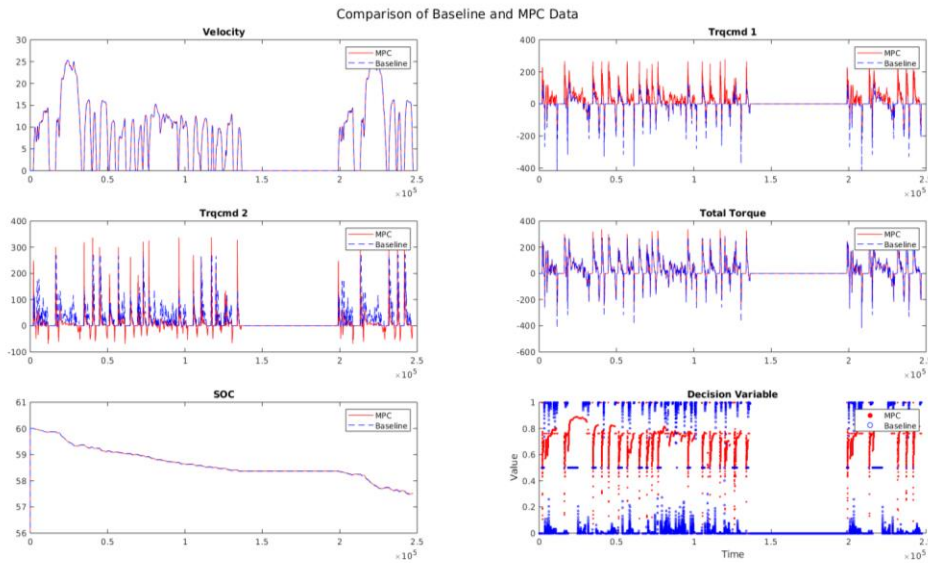 Comparison of Baseline and MPC Data
Velocity
30
25
20
15
10
5
0
0 0.5 1 1.5 2 2.5
×10⁵
MPC
Baseline
Trqcmd 1
400
200
0
-200
-400
0 0.5 1 1.5 2 2.5
×10⁵
MPC
Baseline
Trqcmd 2
400
300
200
100
0
-100
0 0.5 1 1.5 2 2.5
×10⁵
MPC
Baseline
Total Torque
400
200
0
-200
-400
-600
0 0.5 1 1.5 2 2.5
×10⁵
MPC
Baseline
SOC
61
60
59
58
57
56
0 0.5 1 1.5 2 2.5
×10⁵
MPC
Baseline
Decision Variable
Value
1
0.8
0.6
0.4
0.2
0
0 0.5 1 1.5 2 2.5
×10⁵
Time
MPC
Baseline